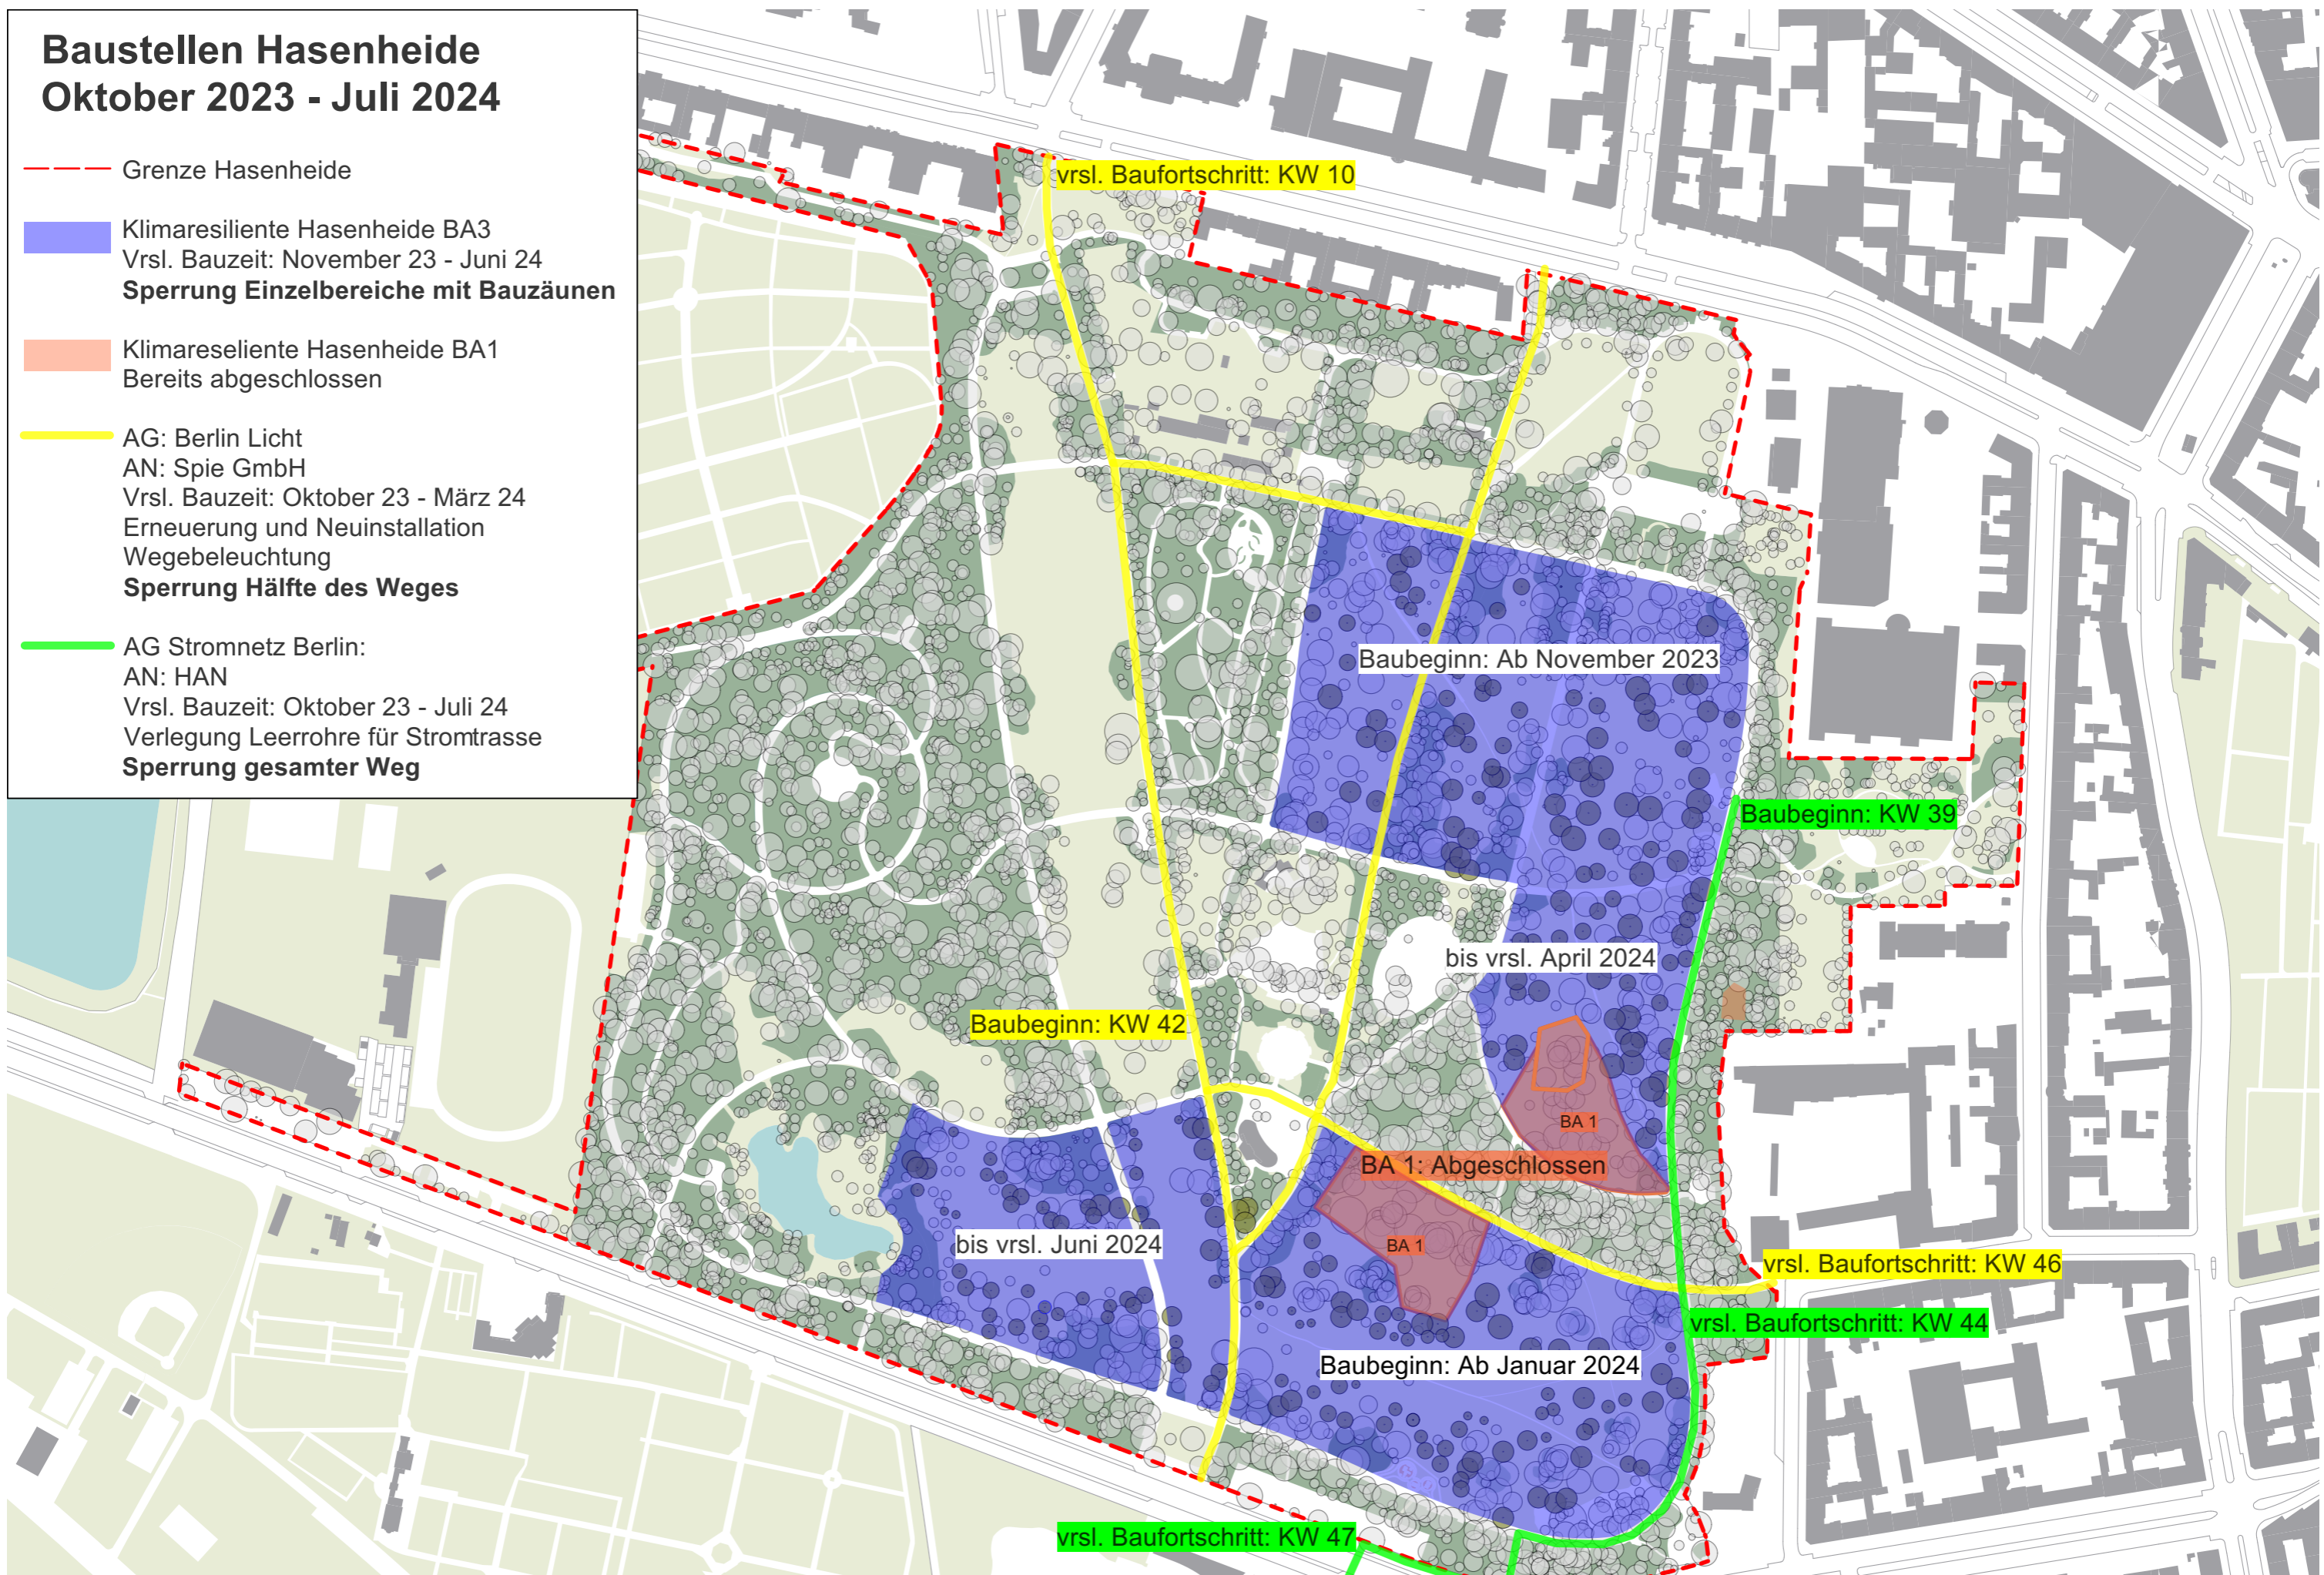 Baustellen Hasenheide
Oktober 2023 - Juli 2024
Grenze Hasenheide
Klimaresiliente Hasenheide BA3
Vrsl. Bauzeit: November 23 - Juni 24
Sperrung Einzelbereiche mit Bauzäunen
Klimareseliente Hasenheide BA1
Bereits abgeschlossen
AG: Berlin Licht
AN: Spie GmbH
Vrsl. Bauzeit: Oktober 23 - März 24
Erneuerung und Neuinstallation
Wegebeleuchtung
Sperrung Hälfte des Weges
AG Stromnetz Berlin:
AN: HAN
Vrsl. Bauzeit: Oktober 23 - Juli 24
Verlegung Leerrohre für Stromtrasse
Sperrung gesamter Weg
vrsl. Baufortschritt: KW 10
Baubeginn: Ab November 2023
Baubeginn: KW 39
bis vrsl. April 2024
Baubeginn: KW 42
BA 1
BA 1: Abgeschlossen
bis vrsl. Juni 2024
BA 1
vrsl. Baufortschritt: KW 46
vrsl. Baufortschritt: KW 44
Baubeginn: Ab Januar 2024
vrsl. Baufortschritt: KW 47